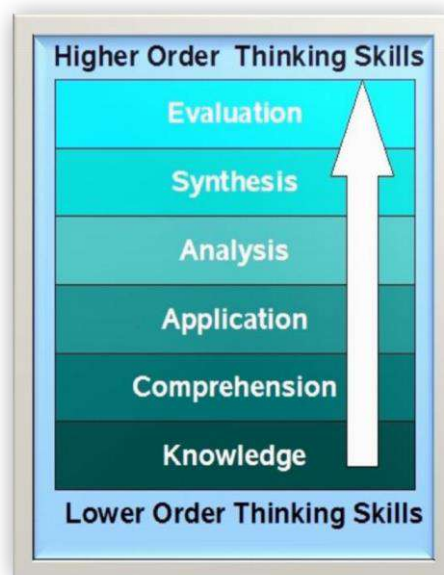 Higher Order Thinking Skills
Evaluation
Synthesis
Analysis
Application
Comprehension
Knowledge
Lower Order Thinking Skills